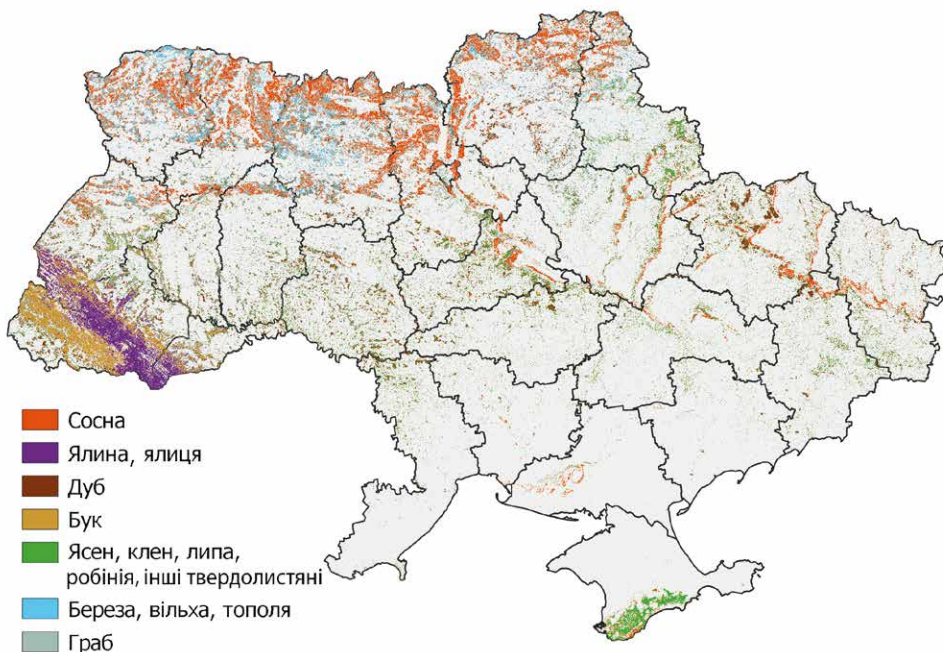 Сосна
Ялина, ялиця
Дуб
Бук
Ясен, клен, липа,
робінія, інші твердолистяні
Береза, вільха, тополя
Граб